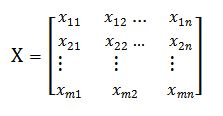 x₁₁ x₁₂ ... x₁ₙ
x₂₁ x₂₂ ... x₂ₙ
X = ⋮ ⋮ ⋮
xₘ₁ xₘ₂ xₘₙ